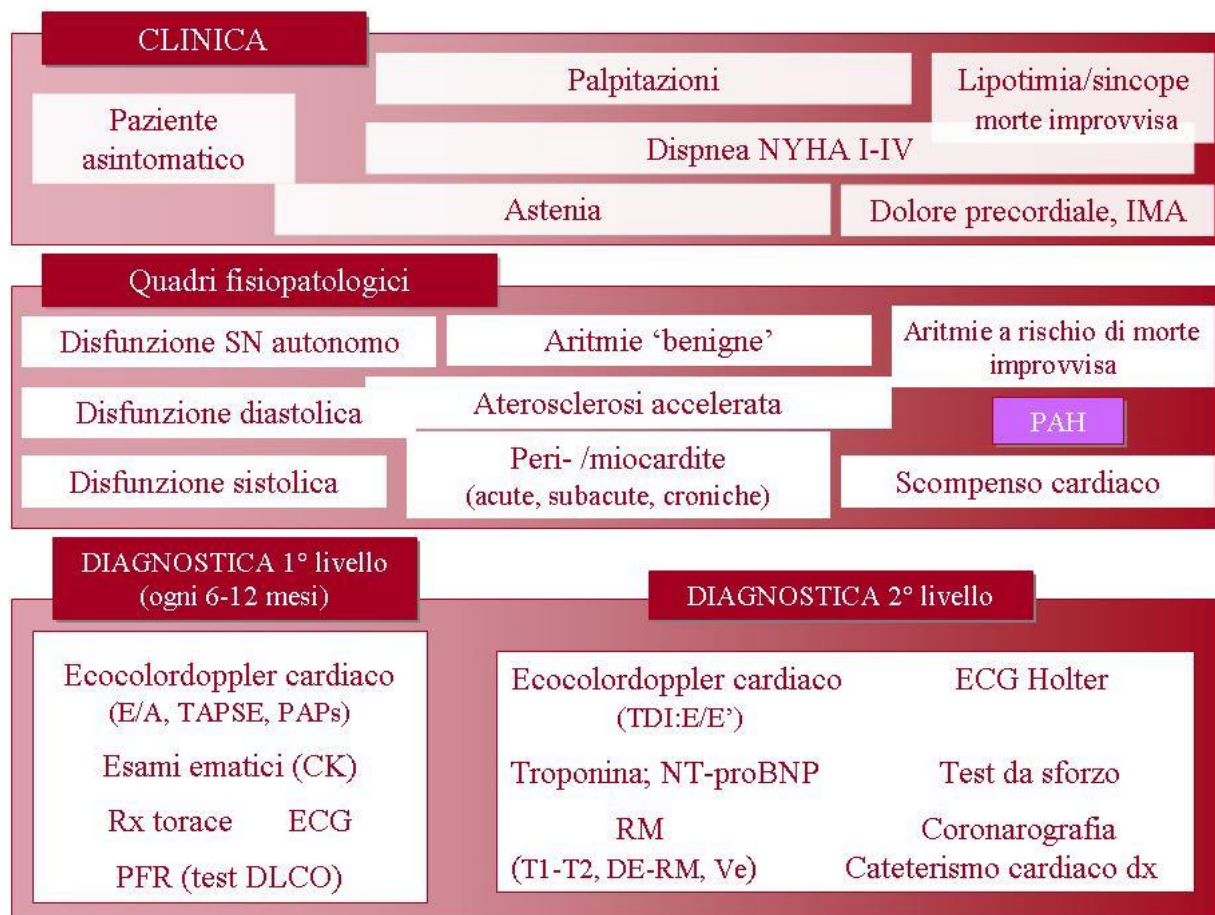 CLINICA
Palpitazioni
Lipotimia/sincope
morte improvvisa
Paziente
asintomatico
Dispnea NYHA I-IV
Astenia
Dolore precordiale, IMA
Quadri fisiopatologici
Disfunzione SN autonomo
Aritmie ‘benigne’
Aritmie a rischio di morte
improvvisa
Disfunzione diastolica
Aterosclerosi accelerata
PAH
Disfunzione sistolica
Peri- /miocardite
(acute, subacute, croniche)
Scompenso cardiaco
DIAGNOSTICA 1° livello
(ogni 6-12 mesi)
Ecocolordoppler cardiaco
(E/A, TAPSE, PAPs)
Esami ematici (CK)
Rx torace ECG
PFR (test DLCO)
DIAGNOSTICA 2° livello
Ecocolordoppler cardiaco
(TDI:E/E’)
Troponina; NT-proBNP
RM
(T1-T2, DE-RM, Ve)
ECG Holter
Test da sforzo
Coronarografia
Cateterismo cardiaco dx